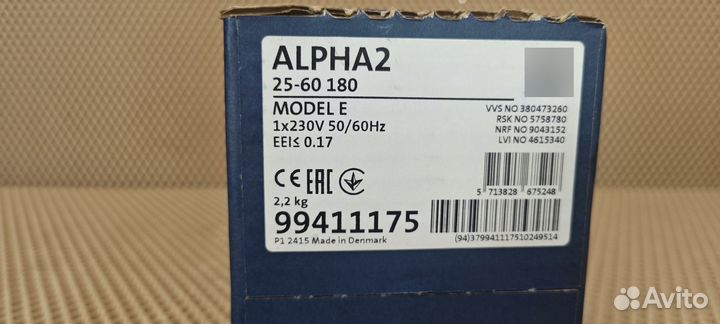 ALPHA2
25-60 180
MODEL E
1x230V 50/60Hz
EEI≤ 0.17
VVS NO 380473260
RSK NO 5758780
NRF NO 9043152
LVI NO 4615340
CE EAC
5 713828 675248
2,2 kg
99411175
P1 2415 Made in Denmark
(94)3799411117510249514
Avito